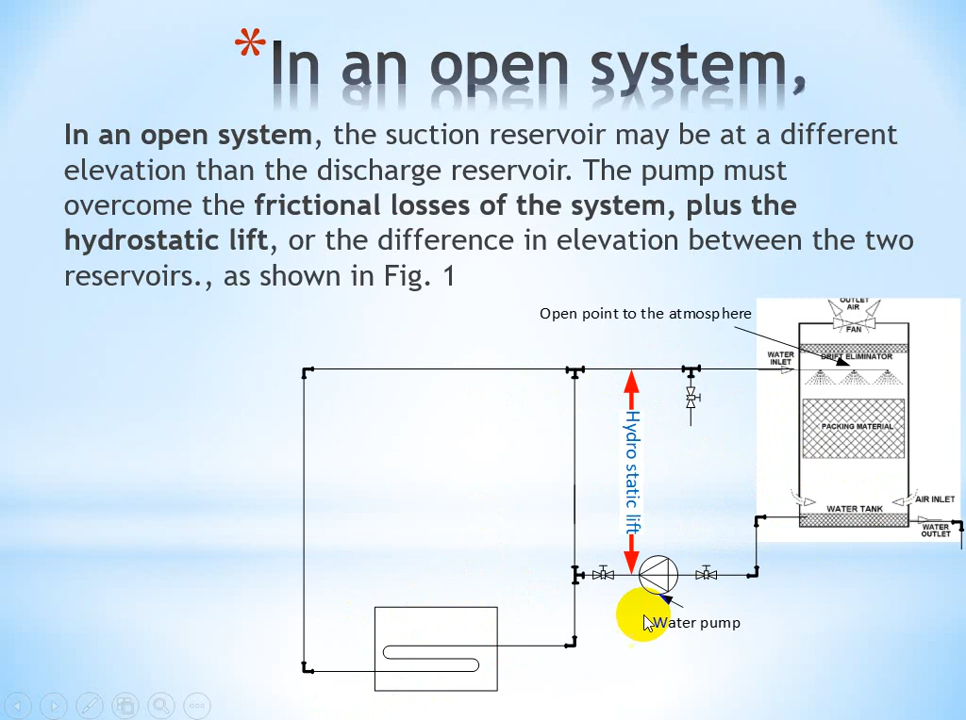 *In an open system,
In an open system, the suction reservoir may be at a different
elevation than the discharge reservoir. The pump must
overcome the frictional losses of the system, plus the
hydrostatic lift, or the difference in elevation between the two
reservoirs., as shown in Fig. 1
Open point to the atmosphere
OUTLET
AIR
FAN
WATER
INLET
DRIFT ELIMINATOR
Hydro static lift
PACKING MATERIAL
AIR INLET
WATER TANK
WATER
OUTLET
Water pump